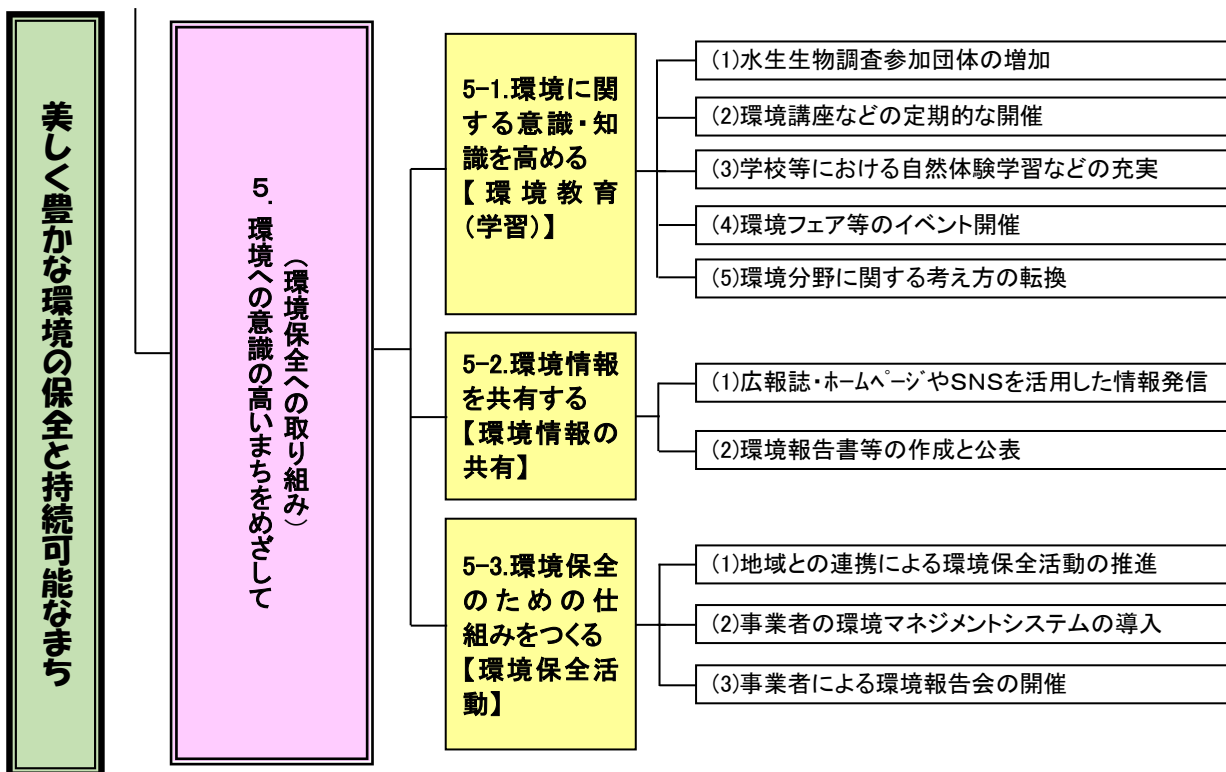 美しく豊かな環境の保全と持続可能なまち
5．環境への意識の高いまちをめざして
（環境保全への取り組み）
5-1.環境に関
する意識・知
識を高める
【環境教育
(学習)】
(1)水生生物調査参加団体の増加
(2)環境講座などの定期的な開催
(3)学校等における自然体験学習などの充実
(4)環境フェア等のイベント開催
(5)環境分野に関する考え方の転換
5-2.環境情報
を共有する
【環境情報の
共有】
(1)広報誌・ﾎｰﾑﾍﾟｰｼﾞやSNSを活用した情報発信
(2)環境報告書等の作成と公表
5-3.環境保全
のための仕
組みをつくる
【環境保全活
動】
(1)地域との連携による環境保全活動の推進
(2)事業者の環境マネジメントシステムの導入
(3)事業者による環境報告会の開催